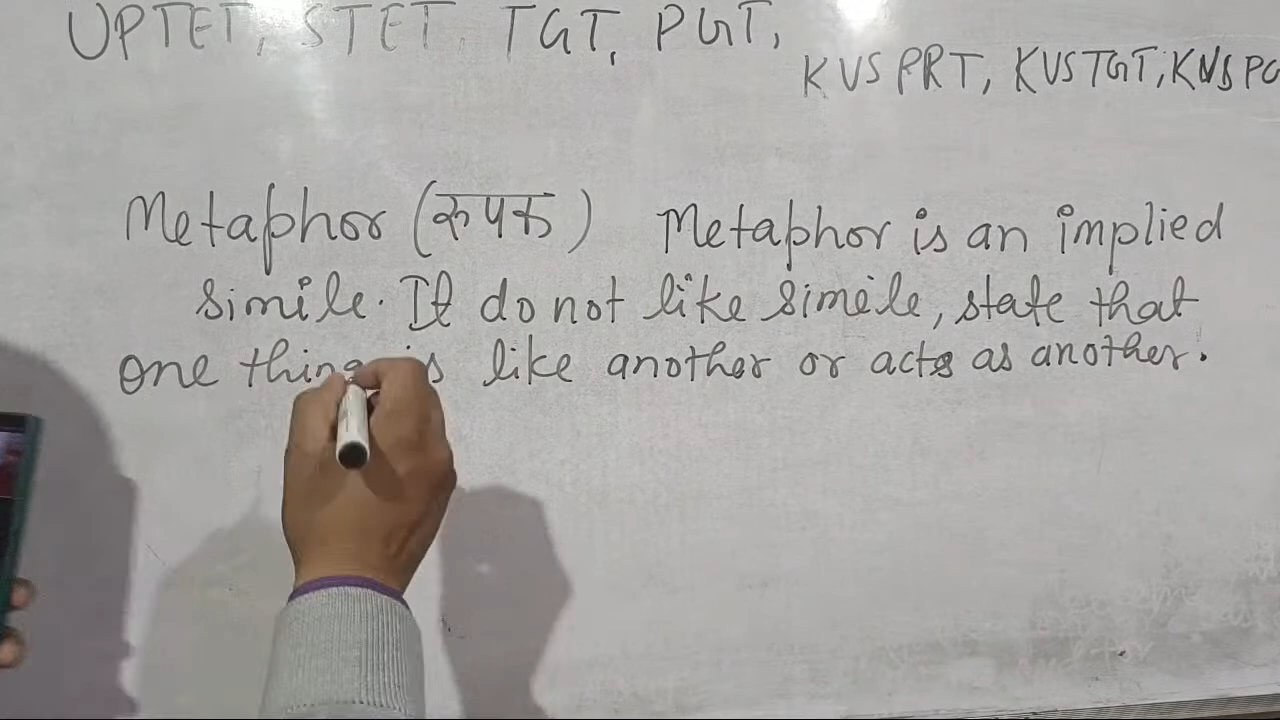 UPTET, STET, TGT, PGT,
KVS PRT, KVS TGT, KVS PG
Metaphor (रूपक) Metaphor is an implied
simile. It do not like simile, state that
one thing is like another or acts as another.